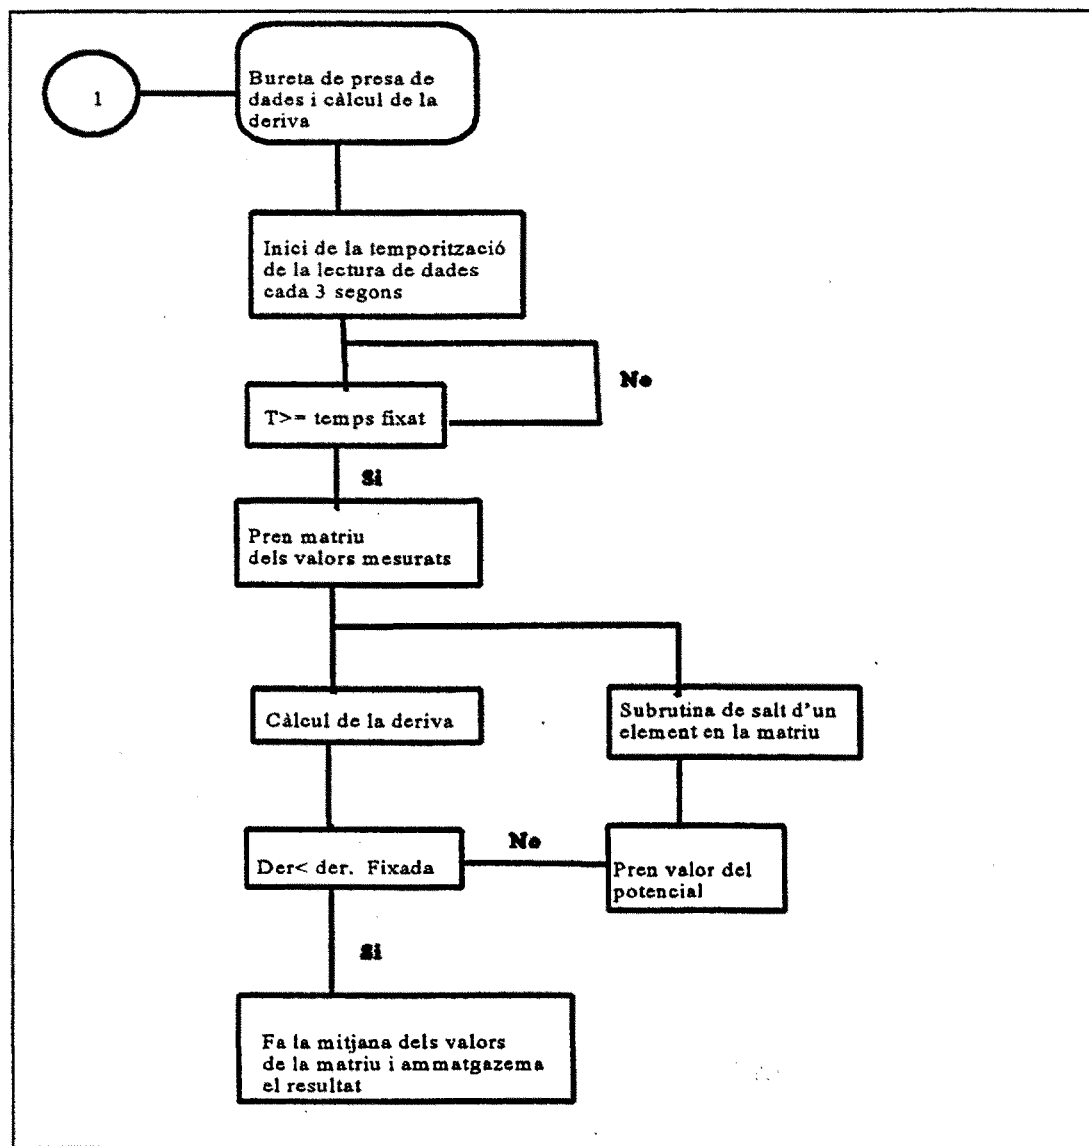 1
Bureta de presa de
dades i càlcul de la
deriva
Inici de la temporització
de la lectura de dades
cada 3 segons
No
T>= temps fixat
Si
Pren matriu
dels valors mesurats
Càlcul de la deriva
Subrutina de salt d'un
element en la matriu
No
Der< der. Fixada
Pren valor del
potencial
Si
Fa la mitjana dels valors
de la matriu i ammatgazema
el resultat